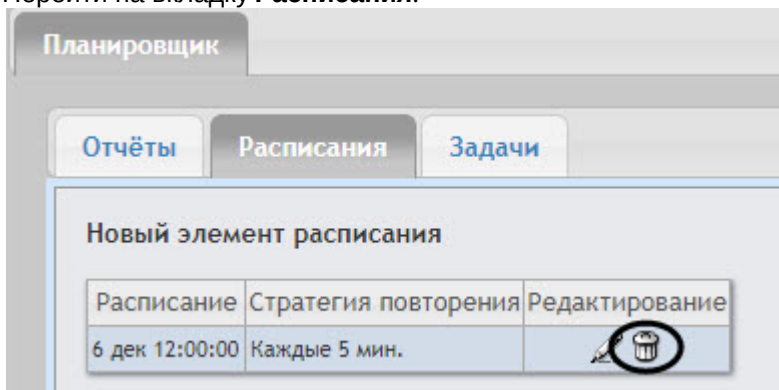 Перейти на вкладку Расписания.
Планировщик
Отчёты Расписания Задачи
Новый элемент расписания
Расписание Стратегия повторения Редактирование
6 дек 12:00:00 Каждые 5 мин.